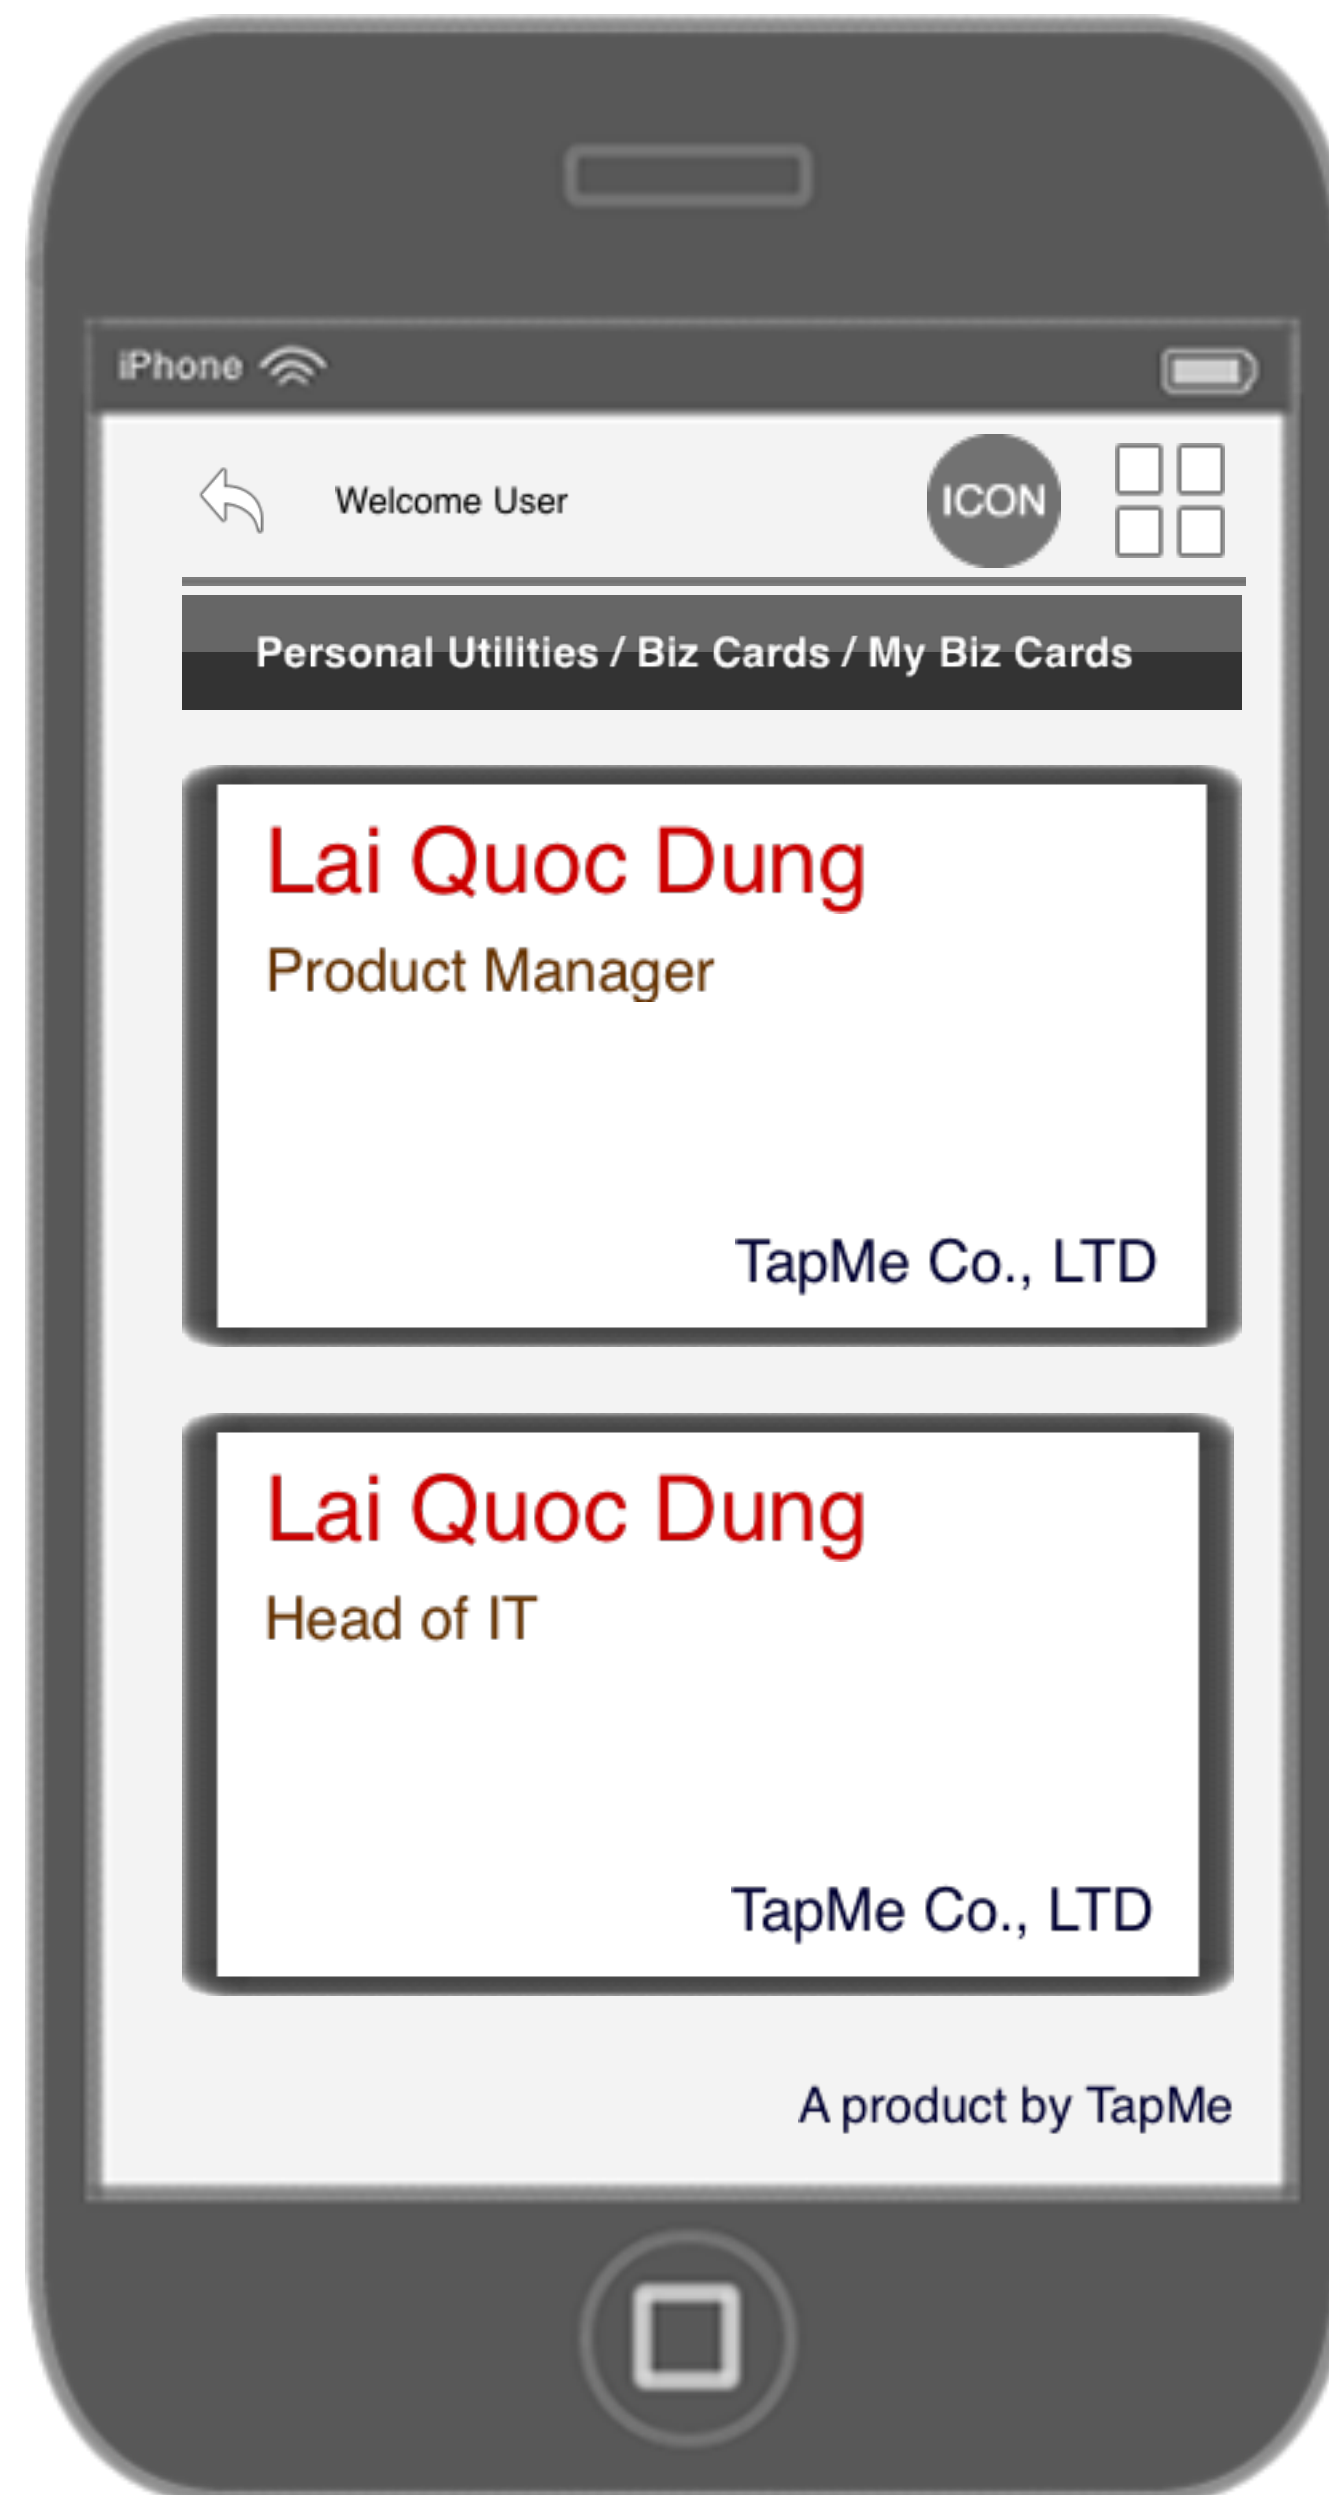 iPhone
Welcome User
ICON
Personal Utilities / Biz Cards / My Biz Cards
Lai Quoc Dung
Product Manager
TapMe Co., LTD
Lai Quoc Dung
Head of IT
TapMe Co., LTD
A product by TapMe